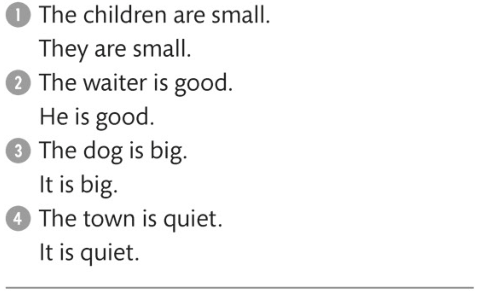 1 The children are small.
They are small.
2 The waiter is good.
He is good.
3 The dog is big.
It is big.
4 The town is quiet.
It is quiet.